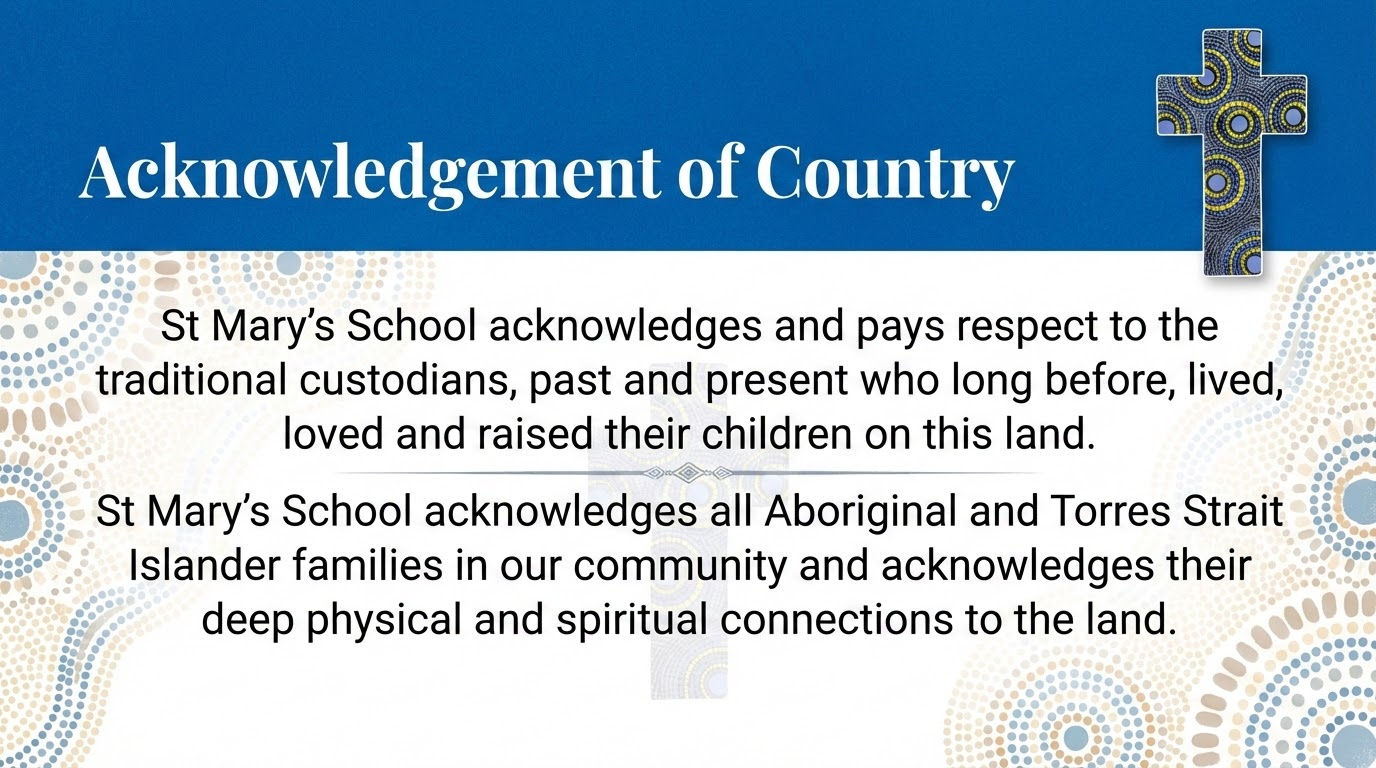 Acknowledgement of Country
St Mary’s School acknowledges and pays respect to the
traditional custodians, past and present who long before, lived,
loved and raised their children on this land.
St Mary’s School acknowledges all Aboriginal and Torres Strait
Islander families in our community and acknowledges their
deep physical and spiritual connections to the land.